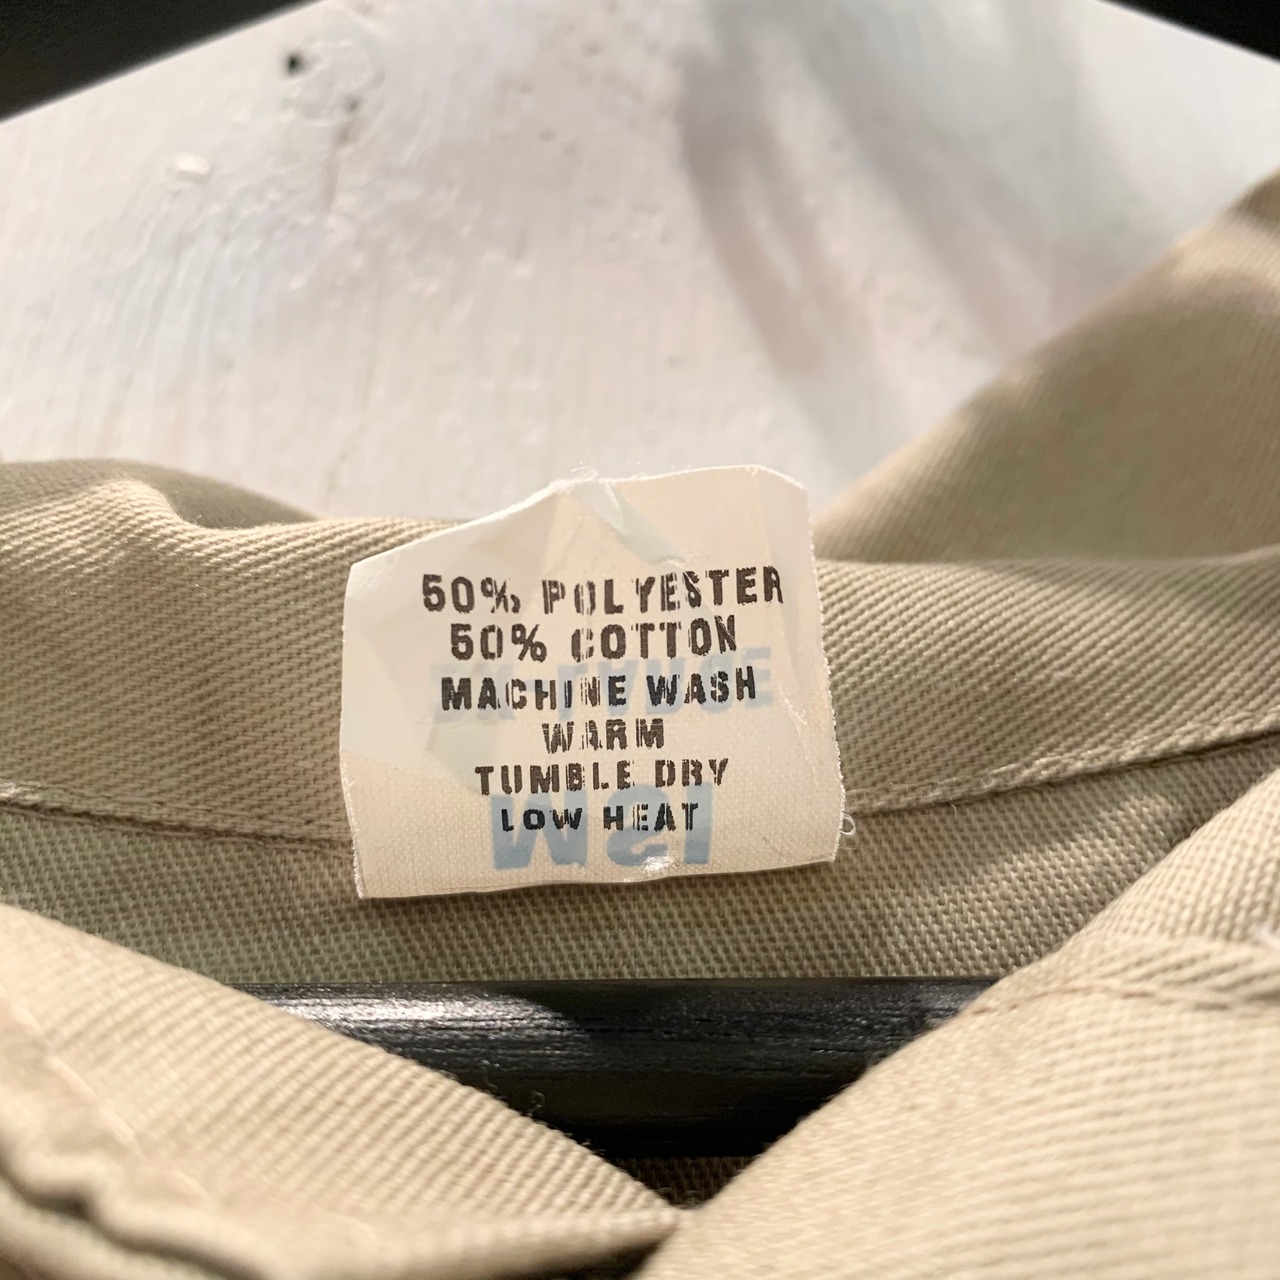 50% POLYESTER
50% COTTON
MACHINE WASH
WARM
TUMBLE DRY
LOW HEAT